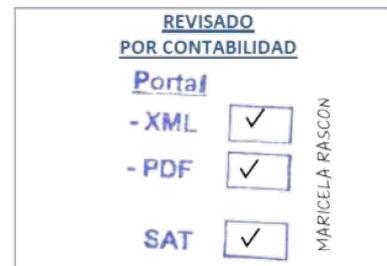 REVISADO
POR CONTABILIDAD
Portal
- XML ✓
- PDF ✓
SAT ✓
MARICELA RASCON